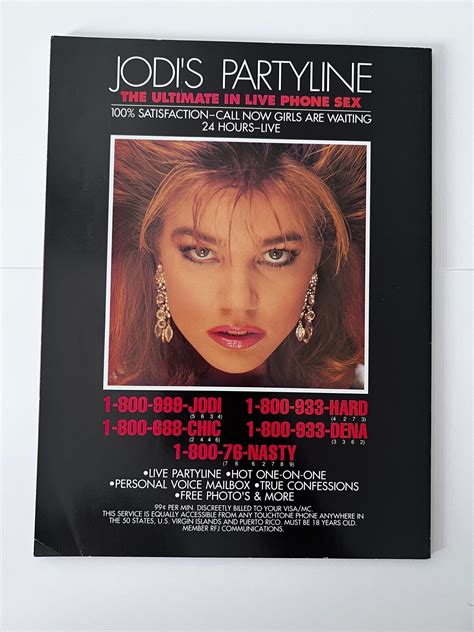 JODI'S PARTYLINE
THE ULTIMATE IN LIVE PHONE SEX
100% SATISFACTION–CALL NOW GIRLS ARE WAITING
24 HOURS–LIVE
1-800-999-JODI 1-800-933-HARD
(5 6 3 4) (4 2 7 3)
1-800-688-CHIC 1-800-933-DENA
(2 4 4 6) (3 3 6 2)
1-800-76-NASTY
(7 6 6 2 7 8 9)
•LIVE PARTYLINE •HOT ONE-ON-ONE
•PERSONAL VOICE MAILBOX •TRUE CONFESSIONS
•FREE PHOTO'S & MORE
99¢ PER MIN. DISCREETLY BILLED TO YOUR VISA/MC.
THIS SERVICE IS EQUALLY ACCESSIBLE FROM ANY TOUCHTONE PHONE ANYWHERE IN
THE 50 STATES, U.S. VIRGIN ISLANDS AND PUERTO RICO. MUST BE 18 YEARS OLD.
MEMBER RFJ COMMUNICATIONS.